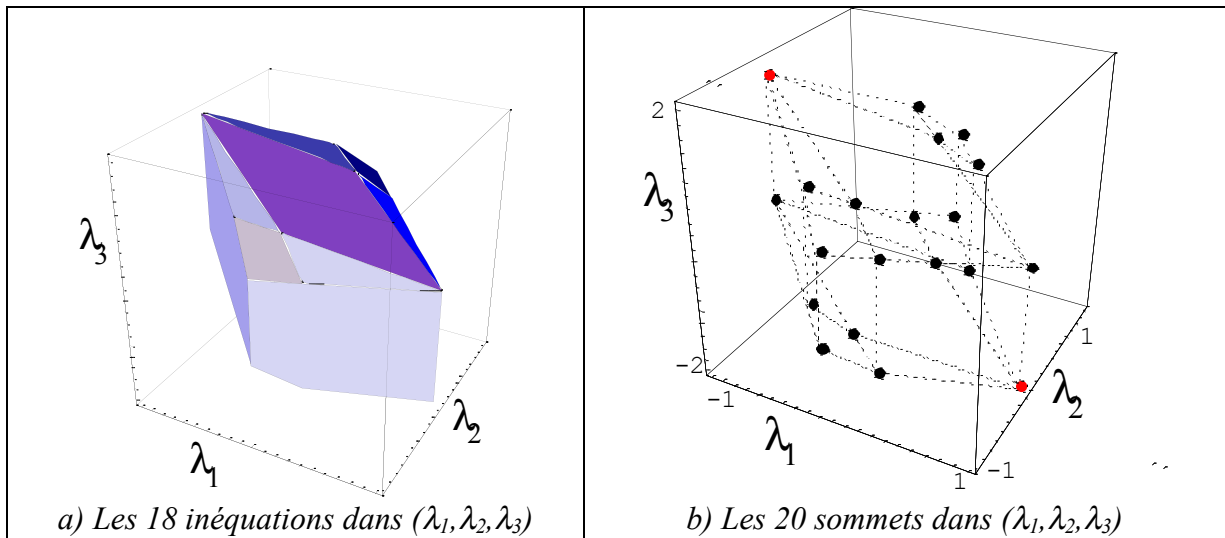 λ3
λ2
λ1
a) Les 18 inéquations dans (λ1,λ2,λ3)
2
λ3
-2
-1
λ1
1
-1
λ2
1
b) Les 20 sommets dans (λ1,λ2,λ3)